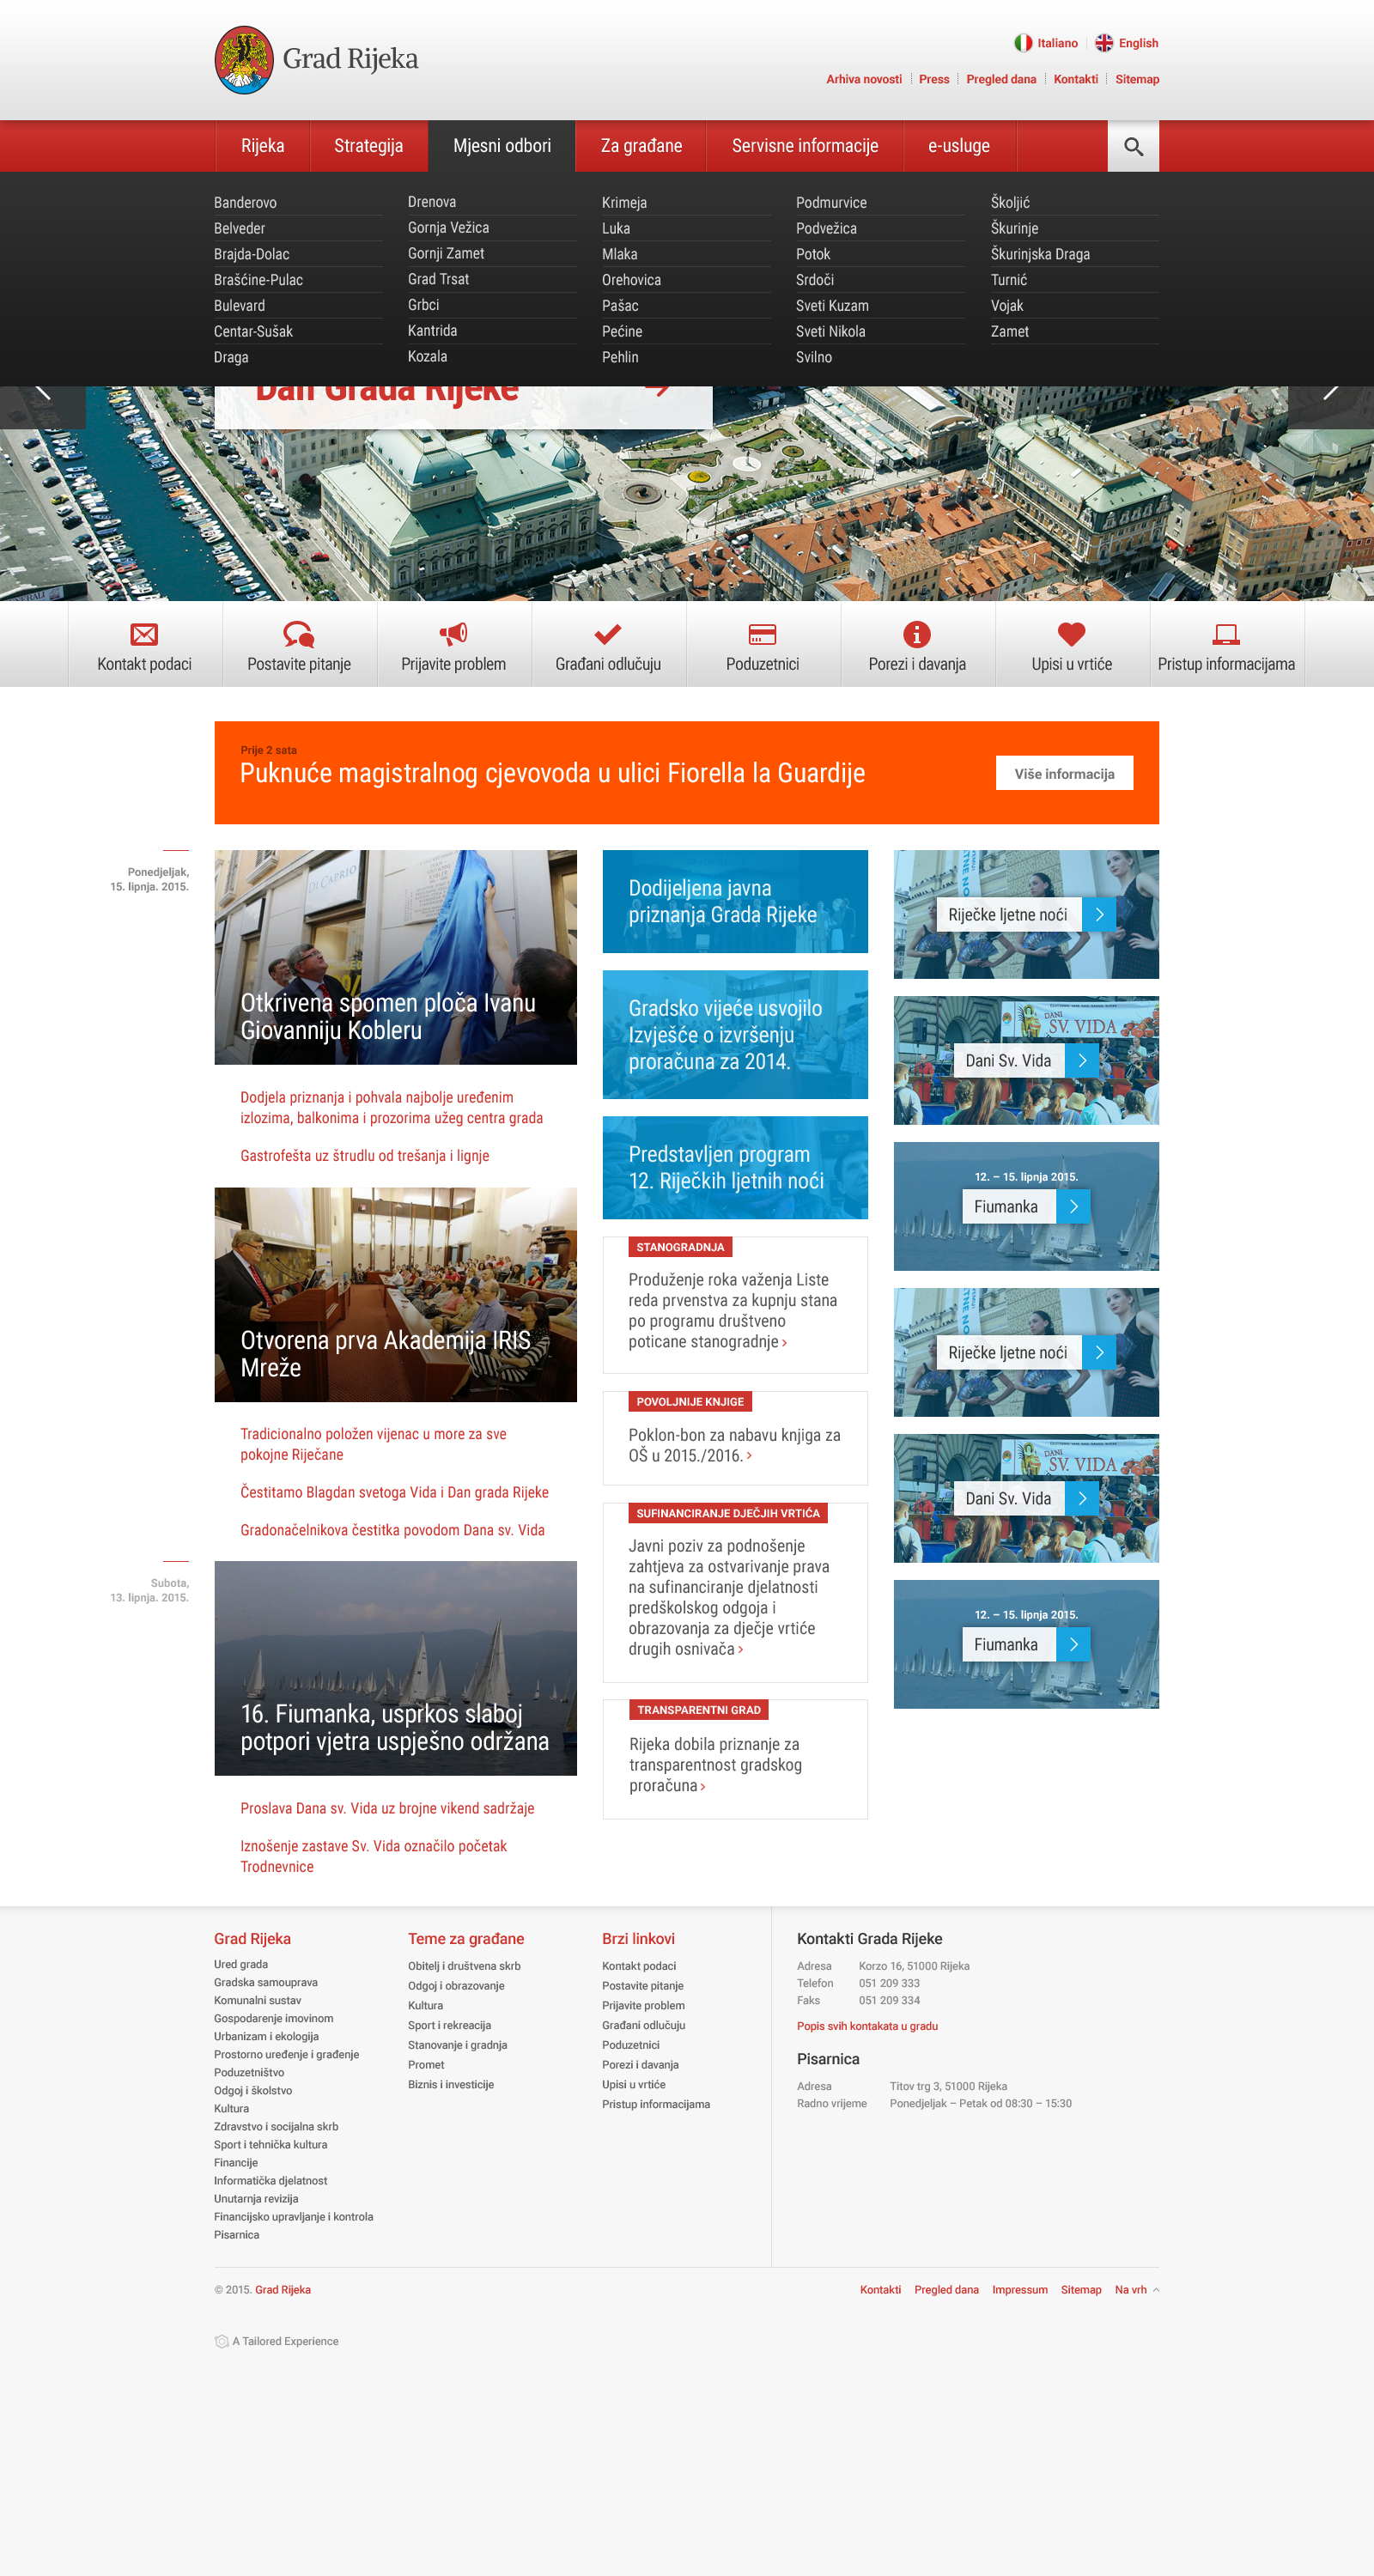 Grad Rijeka
Italiano
English
Arhiva novosti
Press
Pregled dana
Kontakti
Sitemap
Rijeka
Strategija
Mjesni odbori
Za građane
Servisne informacije
e-usluge
Banderovo
Belveder
Brajda-Dolac
Brašćine-Pulac
Bulevard
Centar-Sušak
Draga
Drenova
Gornja Vežica
Gornji Zamet
Grad Trsat
Grbci
Kantrida
Kozala
Krimeja
Luka
Mlaka
Orehovica
Pašac
Pećine
Pehlin
Podmurvice
Podvežica
Potok
Srdoči
Sveti Kuzam
Sveti Nikola
Svilno
Školjić
Škurinje
Škurinjska Draga
Turnić
Vojak
Zamet
Dan Grada Rijeke
Kontakt podaci
Postavite pitanje
Prijavite problem
Građani odlučuju
Poduzetnici
Porezi i davanja
Upisi u vrtiće
Pristup informacijama
Prije 2 sata
Puknuće magistralnog cjevovoda u ulici Fiorella la Guardije
Više informacija
Ponedjeljak,
15. lipnja. 2015.
DI CAPRIO
Otkrivena spomen ploča Ivanu
Giovanniju Kobleru
Dodjela priznanja i pohvala najbolje uređenim
izlozima, balkonima i prozorima užeg centra grada
Gastrofešta uz štrudlu od trešanja i lignje
Otvorena prva Akademija IRIS
Mreže
Tradicionalno položen vijenac u more za sve
pokojne Riječane
Čestitamo Blagdan svetoga Vida i Dan grada Rijeke
Gradonačelnikova čestitka povodom Dana sv. Vida
Subota,
13. lipnja. 2015.
16. Fiumanka, usprkos slaboj
potpori vjetra uspješno održana
Proslava Dana sv. Vida uz brojne vikend sadržaje
Iznošenje zastave Sv. Vida označilo početak
Trodnevnice
Dodijeljena javna
priznanja Grada Rijeke
Gradsko vijeće usvojilo
Izvješće o izvršenju
proračuna za 2014.
Predstavljen program
12. Riječkih ljetnih noći
STANOGRADNJA
Produženje roka važenja Liste
reda prvenstva za kupnju stana
po programu društveno
poticane stanogradnje
POVOLJNIJE KNJIGE
Poklon-bon za nabavu knjiga za
OŠ u 2015./2016.
SUFINANCIRANJE DJEČJIH VRTIĆA
Javni poziv za podnošenje
zahtjeva za ostvarivanje prava
na sufinanciranje djelatnosti
predškolskog odgoja i
obrazovanja za dječje vrtiće
drugih osnivača
TRANSPARENTNI GRAD
Rijeka dobila priznanje za
transparentnost gradskog
proračuna
Riječke ljetne noći
DANI
SV. VIDA
Dani Sv. Vida
12. – 15. lipnja 2015.
Fiumanka
Riječke ljetne noći
DANI
SV. VIDA
Dani Sv. Vida
12. – 15. lipnja 2015.
Fiumanka
Grad Rijeka
Ured grada
Gradska samouprava
Komunalni sustav
Gospodarenje imovinom
Urbanizam i ekologija
Prostorno uređenje i građenje
Poduzetništvo
Odgoj i školstvo
Kultura
Zdravstvo i socijalna skrb
Sport i tehnička kultura
Financije
Informatička djelatnost
Unutarnja revizija
Financijsko upravljanje i kontrola
Pisarnica
Teme za građane
Obitelj i društvena skrb
Odgoj i obrazovanje
Kultura
Sport i rekreacija
Stanovanje i gradnja
Promet
Biznis i investicije
Brzi linkovi
Kontakt podaci
Postavite pitanje
Prijavite problem
Građani odlučuju
Poduzetnici
Porezi i davanja
Upisi u vrtiće
Pristup informacijama
Kontakti Grada Rijeke
Adresa Korzo 16, 51000 Rijeka
Telefon 051 209 333
Faks 051 209 334
Popis svih kontakata u gradu
Pisarnica
Adresa Titov trg 3, 51000 Rijeka
Radno vrijeme Ponedjeljak – Petak od 08:30 – 15:30
© 2015. Grad Rijeka
Kontakti
Pregled dana
Impressum
Sitemap
Na vrh
A Tailored Experience